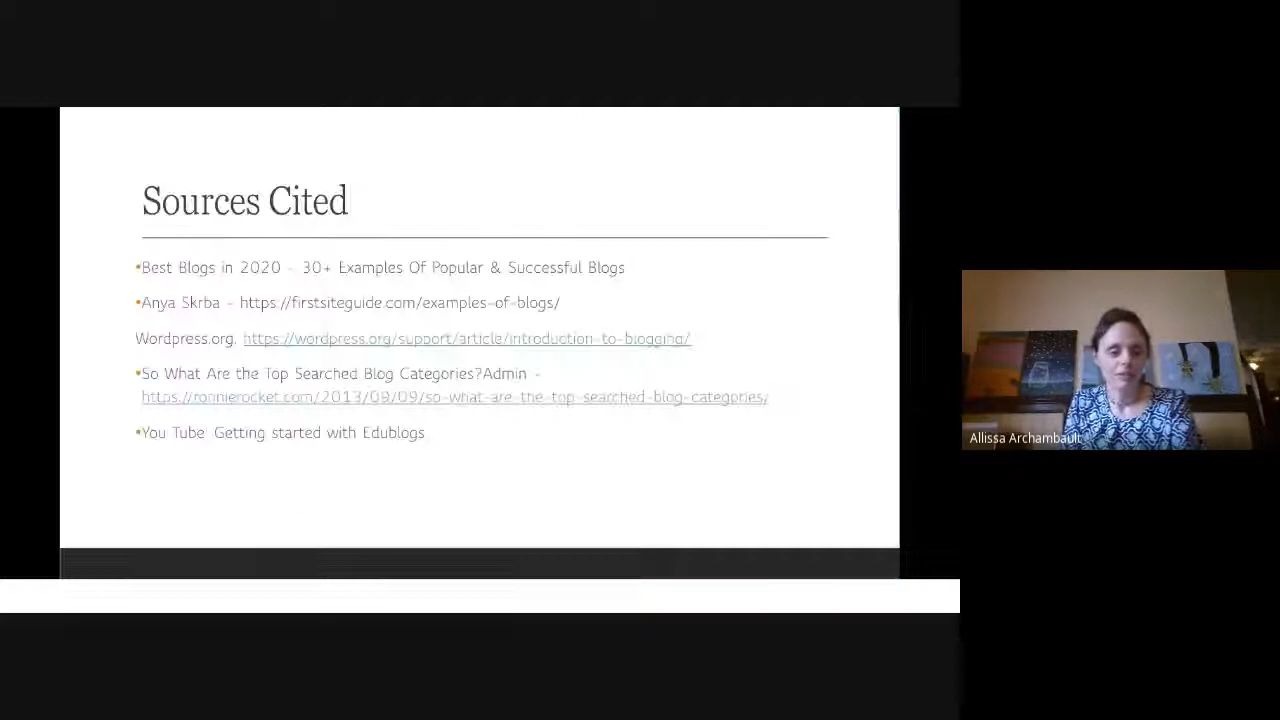 Sources Cited
•Best Blogs in 2020 - 30+ Examples Of Popular & Successful Blogs
•Anya Skrba - https://firstsiteguide.com/examples-of-blogs/
Wordpress.org. https://wordpress.org/support/article/introduction-to-blogging/
•So What Are the Top Searched Blog Categories?Admin -
https://ronnierocket.com/2013/09/09/so-what-are-the-top-searched-blog-categories/
•You Tube Getting started with Edublogs
Allissa Archambault